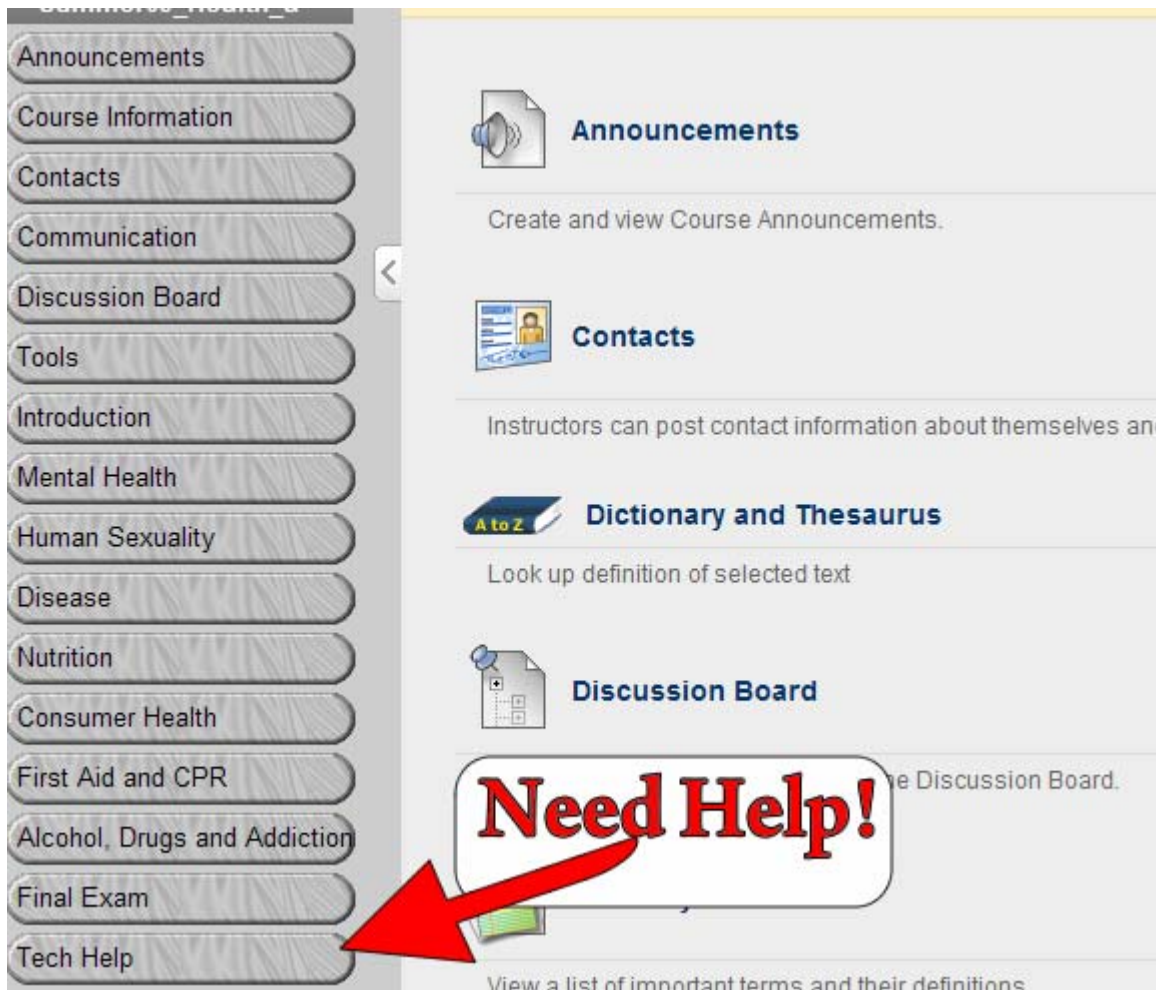 Announcements
Course Information
Contacts
Communication
Discussion Board
Tools
Introduction
Mental Health
Human Sexuality
Disease
Nutrition
Consumer Health
First Aid and CPR
Alcohol, Drugs and Addiction
Final Exam
Tech Help
Announcements
Create and view Course Announcements.
Contacts
Instructors can post contact information about themselves an
A to Z
Dictionary and Thesaurus
Look up definition of selected text
Discussion Board
Discussion Board.
Need Help!
View a list of important terms and their definitions